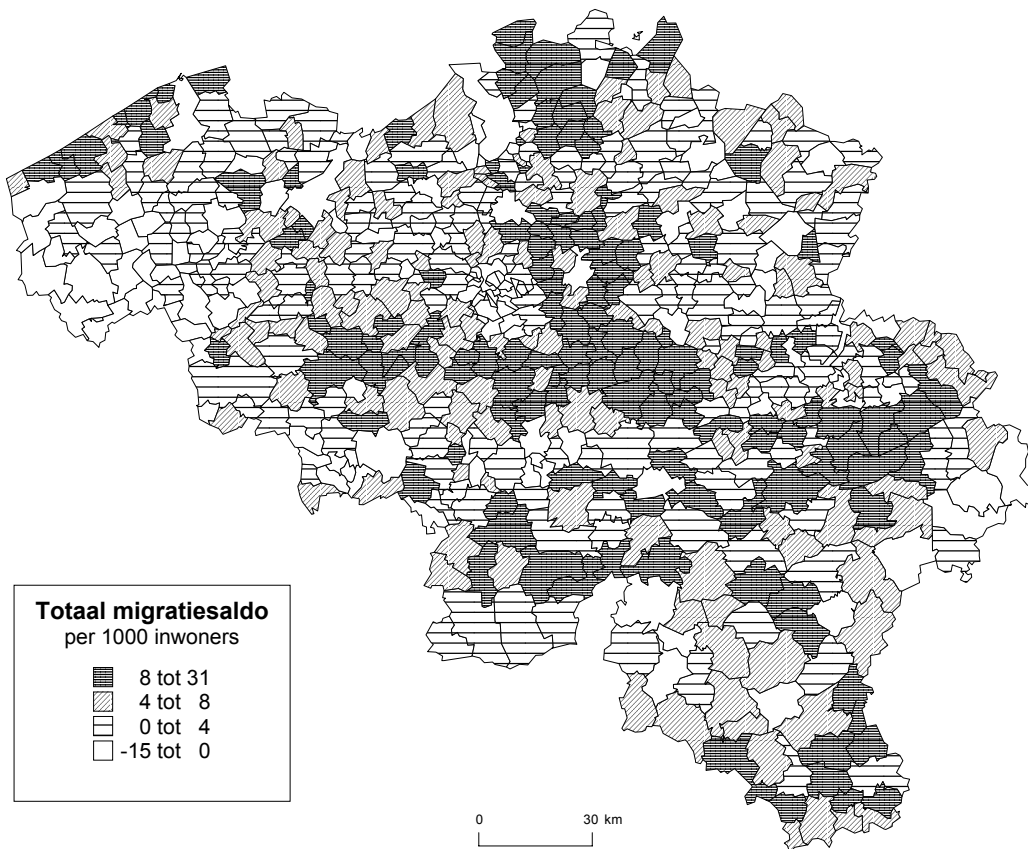 Totaal migratiesaldo
per 1000 inwoners
8 tot 31
4 tot 8
0 tot 4
-15 tot 0
0 30 km